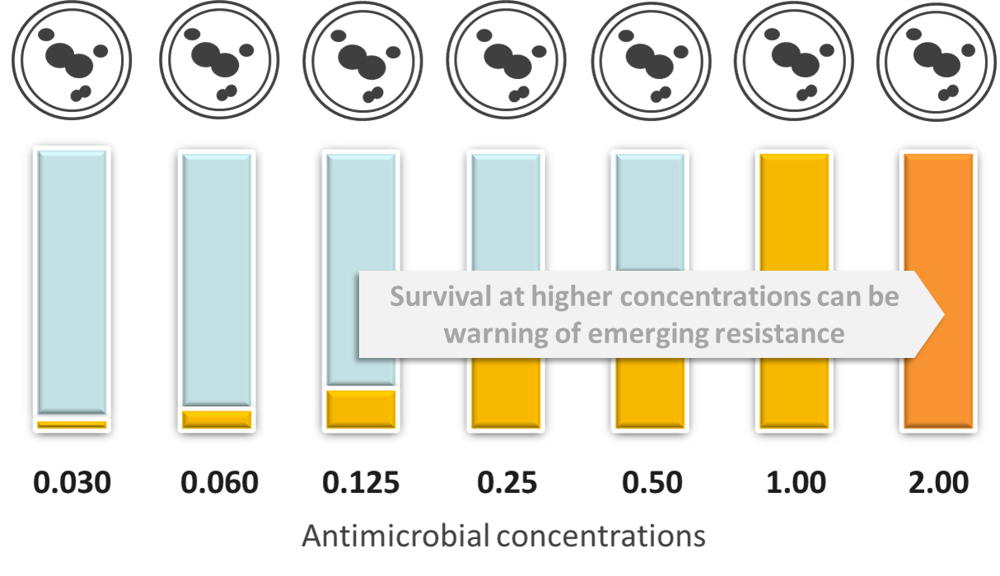 Survival at higher concentrations can be
warning of emerging resistance
0.030 0.060 0.125 0.25 0.50 1.00 2.00
Antimicrobial concentrations